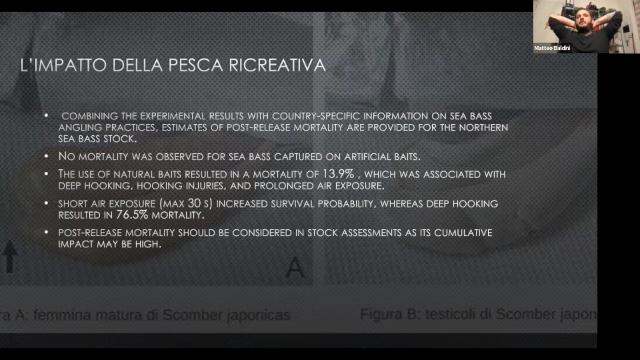 Matteo Baldini
L'IMPATTO DELLA PESCA RICREATIVA
• COMBINING THE EXPERIMENTAL RESULTS WITH COUNTRY-SPECIFIC INFORMATION ON SEA BASS
ANGLING PRACTICES, ESTIMATES OF POST-RELEASE MORTALITY ARE PROVIDED FOR THE NORTHERN
SEA BASS STOCK.
• NO MORTALITY WAS OBSERVED FOR SEA BASS CAPTURED ON ARTIFICIAL BAITS.
• THE USE OF NATURAL BAITS RESULTED IN A MORTALITY OF 13.9% , WHICH WAS ASSOCIATED WITH
DEEP HOOKING, HOOKING INJURIES, AND PROLONGED AIR EXPOSURE.
• SHORT AIR EXPOSURE (MAX 30 S) INCREASED SURVIVAL PROBABILITY, WHEREAS DEEP HOOKING
RESULTED IN 76.5% MORTALITY.
• POST-RELEASE MORTALITY SHOULD BE CONSIDERED IN STOCK ASSESSMENTS AS ITS CUMULATIVE
IMPACT MAY BE HIGH.
A
ra A: femmina matura di Scomber japonicas
Figura B: testicoli di Scomber japon